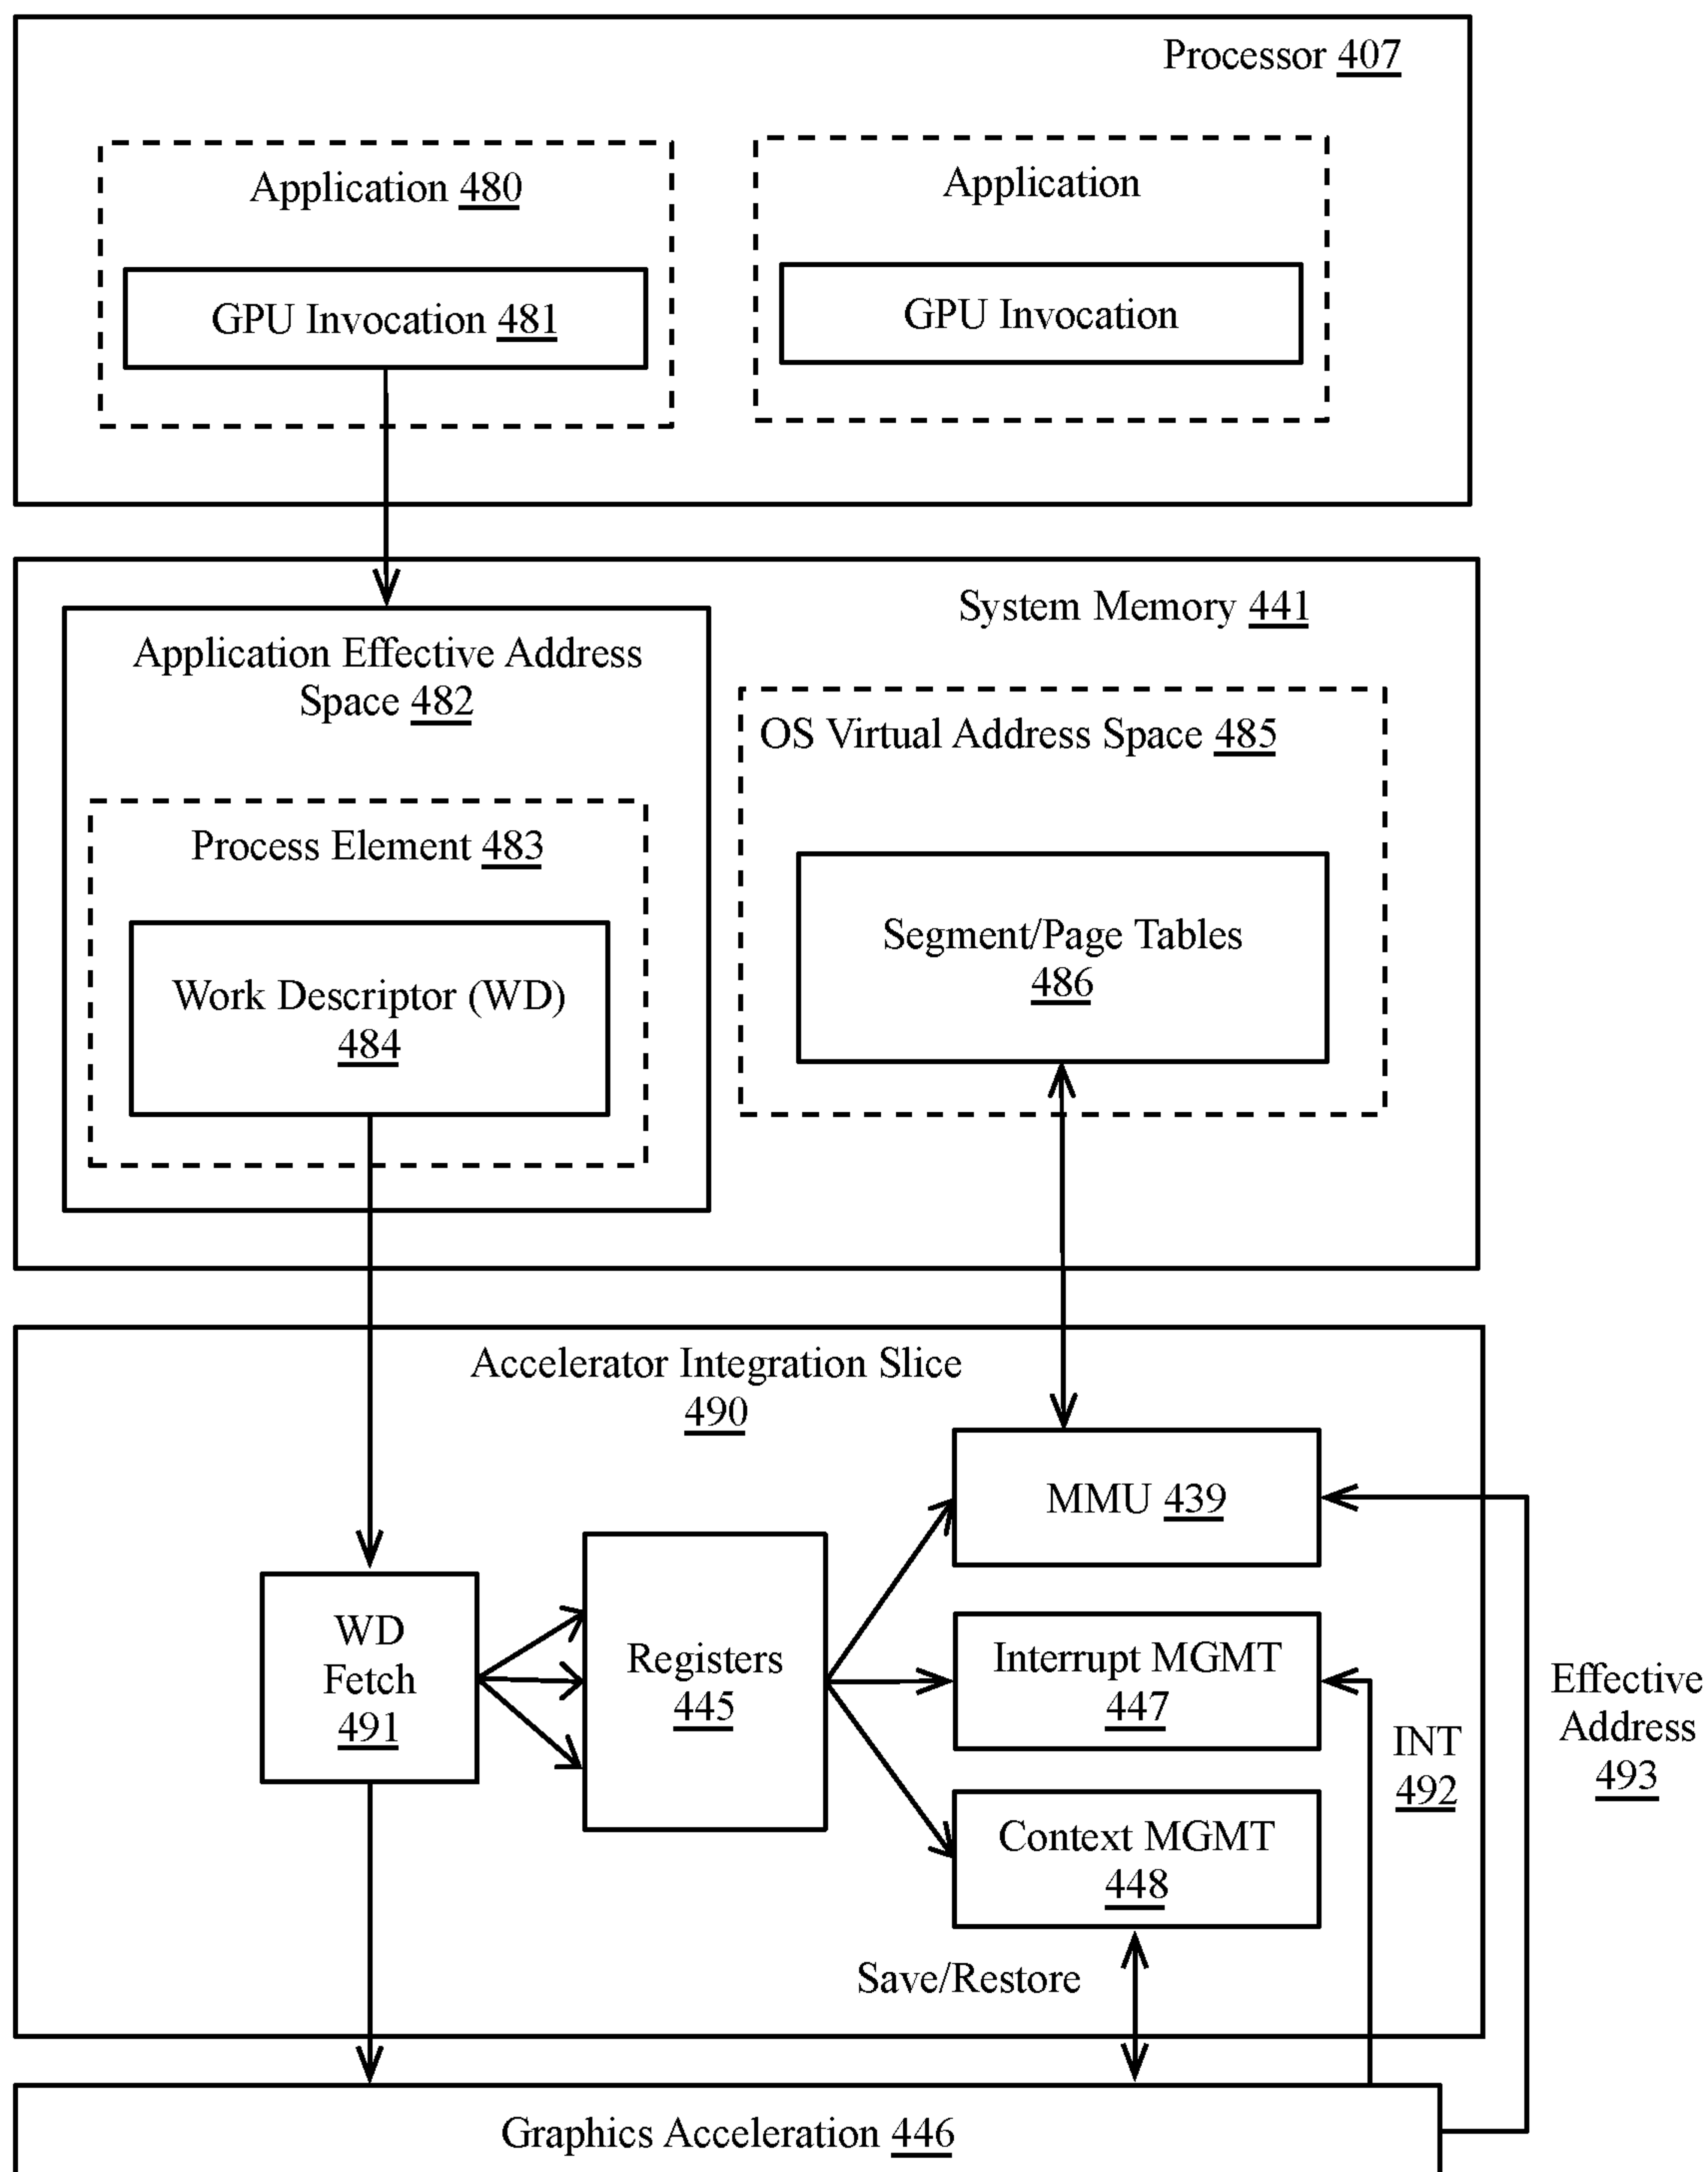 Processor 407
Application 480
Application
GPU Invocation 481
GPU Invocation
System Memory 441
Application Effective Address
Space 482
OS Virtual Address Space 485
Process Element 483
Segment/Page Tables
486
Work Descriptor (WD)
484
Accelerator Integration Slice
490
MMU 439
WD
Fetch
491
Registers
445
Interrupt MGMT
447
Effective
Address
493
INT
492
Context MGMT
448
Save/Restore
Graphics Acceleration 446